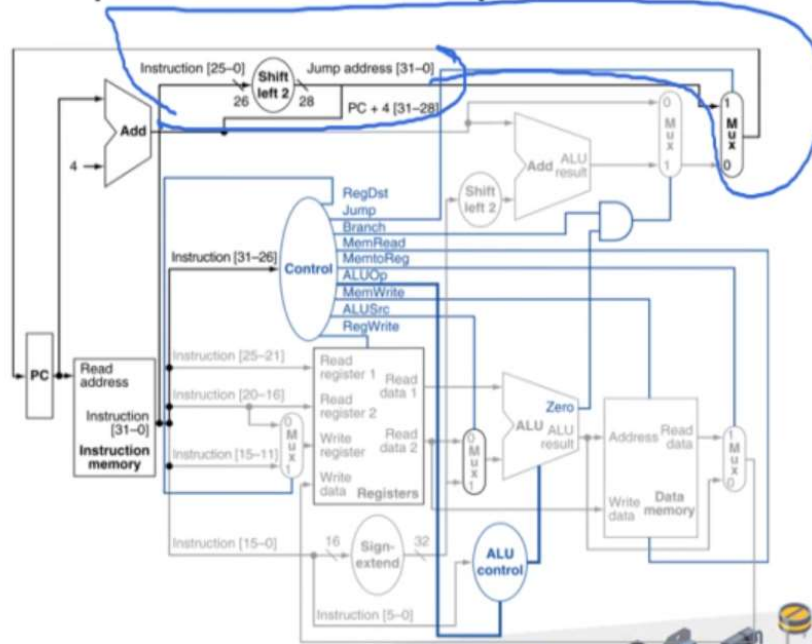 Instruction [25–0]
Shift
left 2
Jump address [31–0]
26
28
PC + 4 [31–28]
Add
4
0
M
u
x
1
1
M
u
x
0
Add
ALU
result
Shift
left 2
RegDst
Jump
Branch
MemRead
MemtoReg
ALUOp
MemWrite
ALUSrc
RegWrite
Instruction [31–26]
Control
PC
Read
address
Instruction
[31–0]
Instruction
memory
Instruction [25–21]
Instruction [20–16]
Instruction [15–11]
0
M
u
x
1
Read
register 1
Read
register 2
Write
register
Write
data
Read
data 1
Read
data 2
Registers
0
M
u
x
1
Zero
ALU
ALU
result
Address
Read
data
Write
data
Data
memory
1
M
u
x
0
Instruction [15–0]
16
Sign-
extend
32
ALU
control
Instruction [5–0]